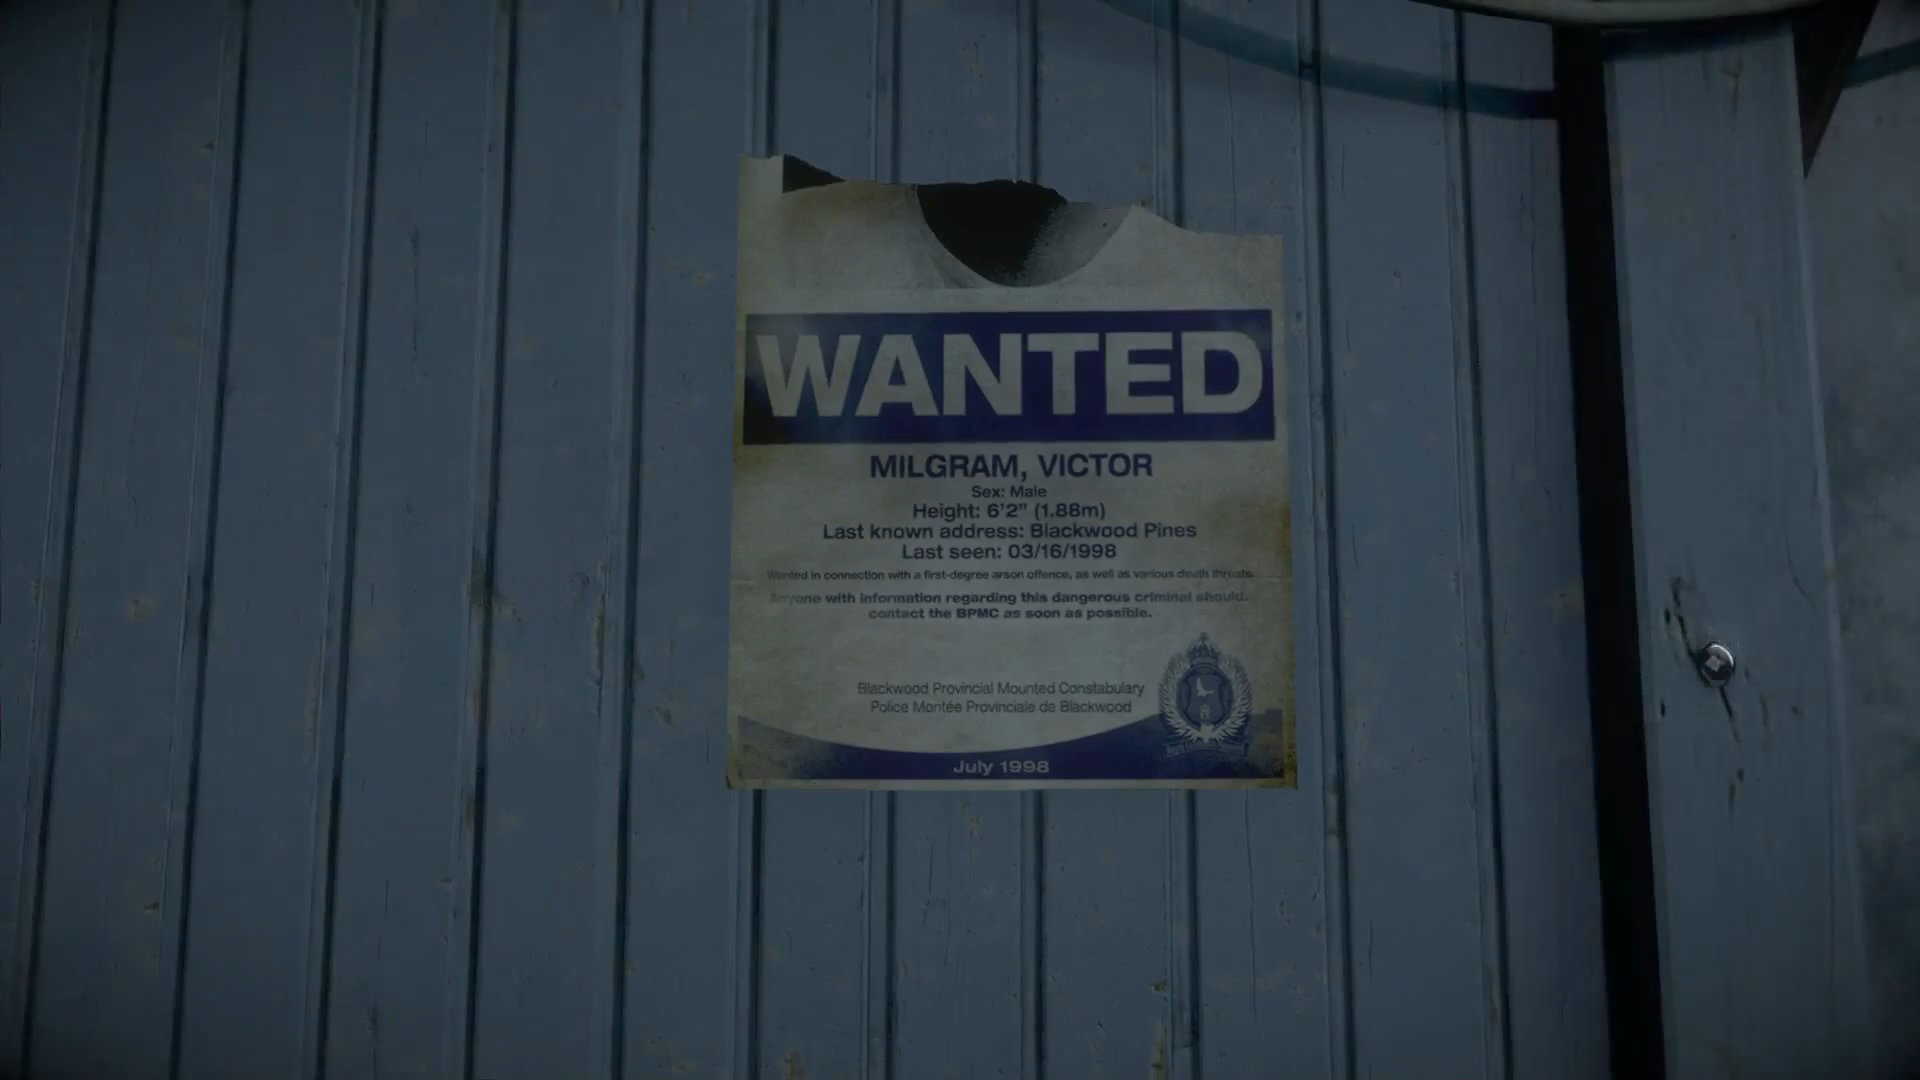 WANTED
MILGRAM, VICTOR
Sex: Male
Height: 6'2" (1.88m)
Last known address: Blackwood Pines
Last seen: 03/16/1998
Wanted in connection with a first-degree arson offence, as well as various death threats.
Anyone with information regarding this dangerous criminal should.
contact the BPMC as soon as possible.
Blackwood Provincial Mounted Constabulary
Police Montée Provinciale de Blackwood
July 1998